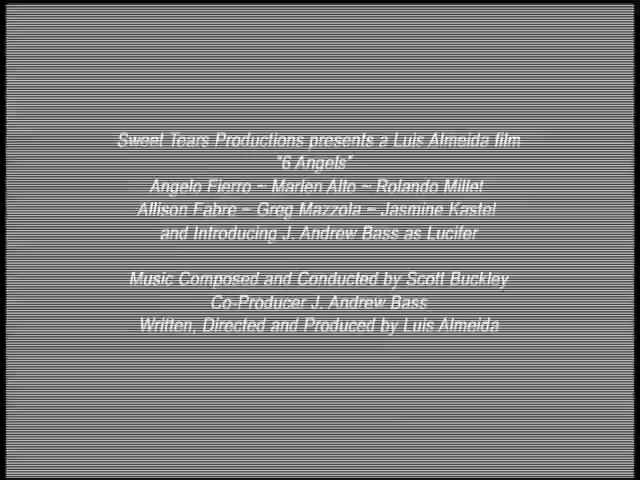 Sweet Tears Productions presents a Luis Almeida film
"6 Angels"
Angelo Fierro ~ Marlen Alto ~ Rolando Millet
Allison Fabre ~ Greg Mazzola ~ Jasmine Kastel
and Introducing J. Andrew Bass as Lucifer
Music Composed and Conducted by Scott Buckley
Co-Producer J. Andrew Bass
Written, Directed and Produced by Luis Almeida